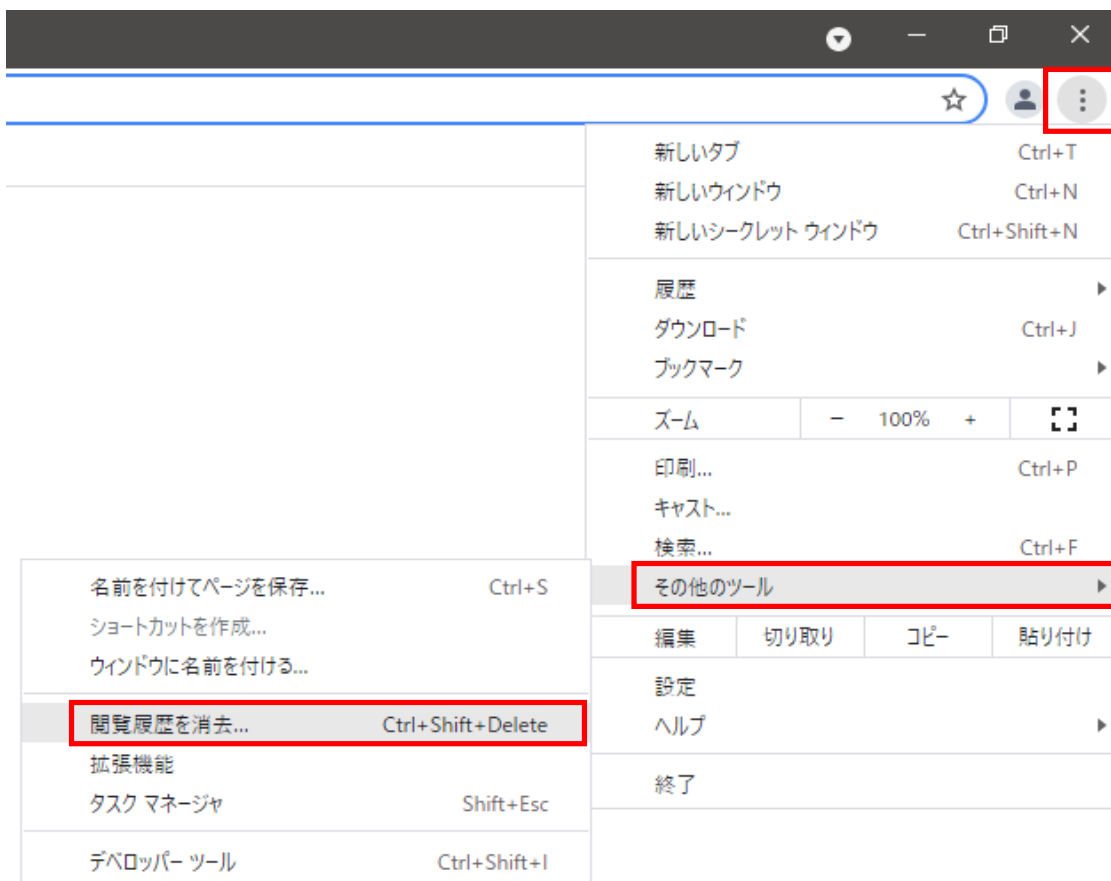 新しいタブ Ctrl+T
新しいウィンドウ Ctrl+N
新しいシークレット ウィンドウ Ctrl+Shift+N
履歴
ダウンロード Ctrl+J
ブックマーク
ズーム － 100% +
印刷... Ctrl+P
キャスト...
検索... Ctrl+F
その他のツール
編集 切り取り コピー 貼り付け
設定
ヘルプ
終了
名前を付けてページを保存... Ctrl+S
ショートカットを作成...
ウィンドウに名前を付ける...
閲覧履歴を消去... Ctrl+Shift+Delete
拡張機能
タスク マネージャ Shift+Esc
デベロッパー ツール Ctrl+Shift+I